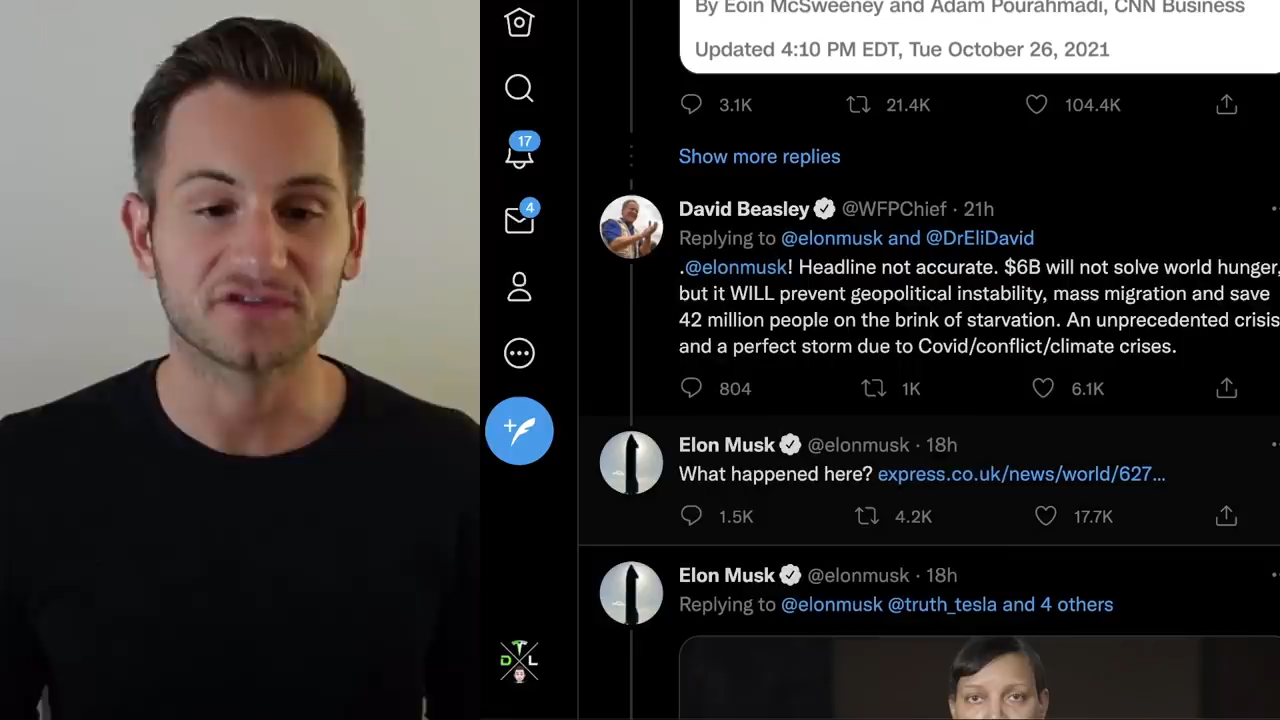 By Eoin McSweeney and Adam Pourahmadi, CNN Business
Updated 4:10 PM EDT, Tue October 26, 2021
3.1K 21.4K 104.4K
Show more replies
17
4
David Beasley @WFPChief · 21h
Replying to @elonmusk and @DrEliDavid
.@elonmusk! Headline not accurate. $6B will not solve world hunger,
but it WILL prevent geopolitical instability, mass migration and save
42 million people on the brink of starvation. An unprecedented crisis
and a perfect storm due to Covid/conflict/climate crises.
804 1K 6.1K
Elon Musk @elonmusk · 18h
What happened here? express.co.uk/news/world/627...
1.5K 4.2K 17.7K
Elon Musk @elonmusk · 18h
Replying to @elonmusk @truth_tesla and 4 others
D L